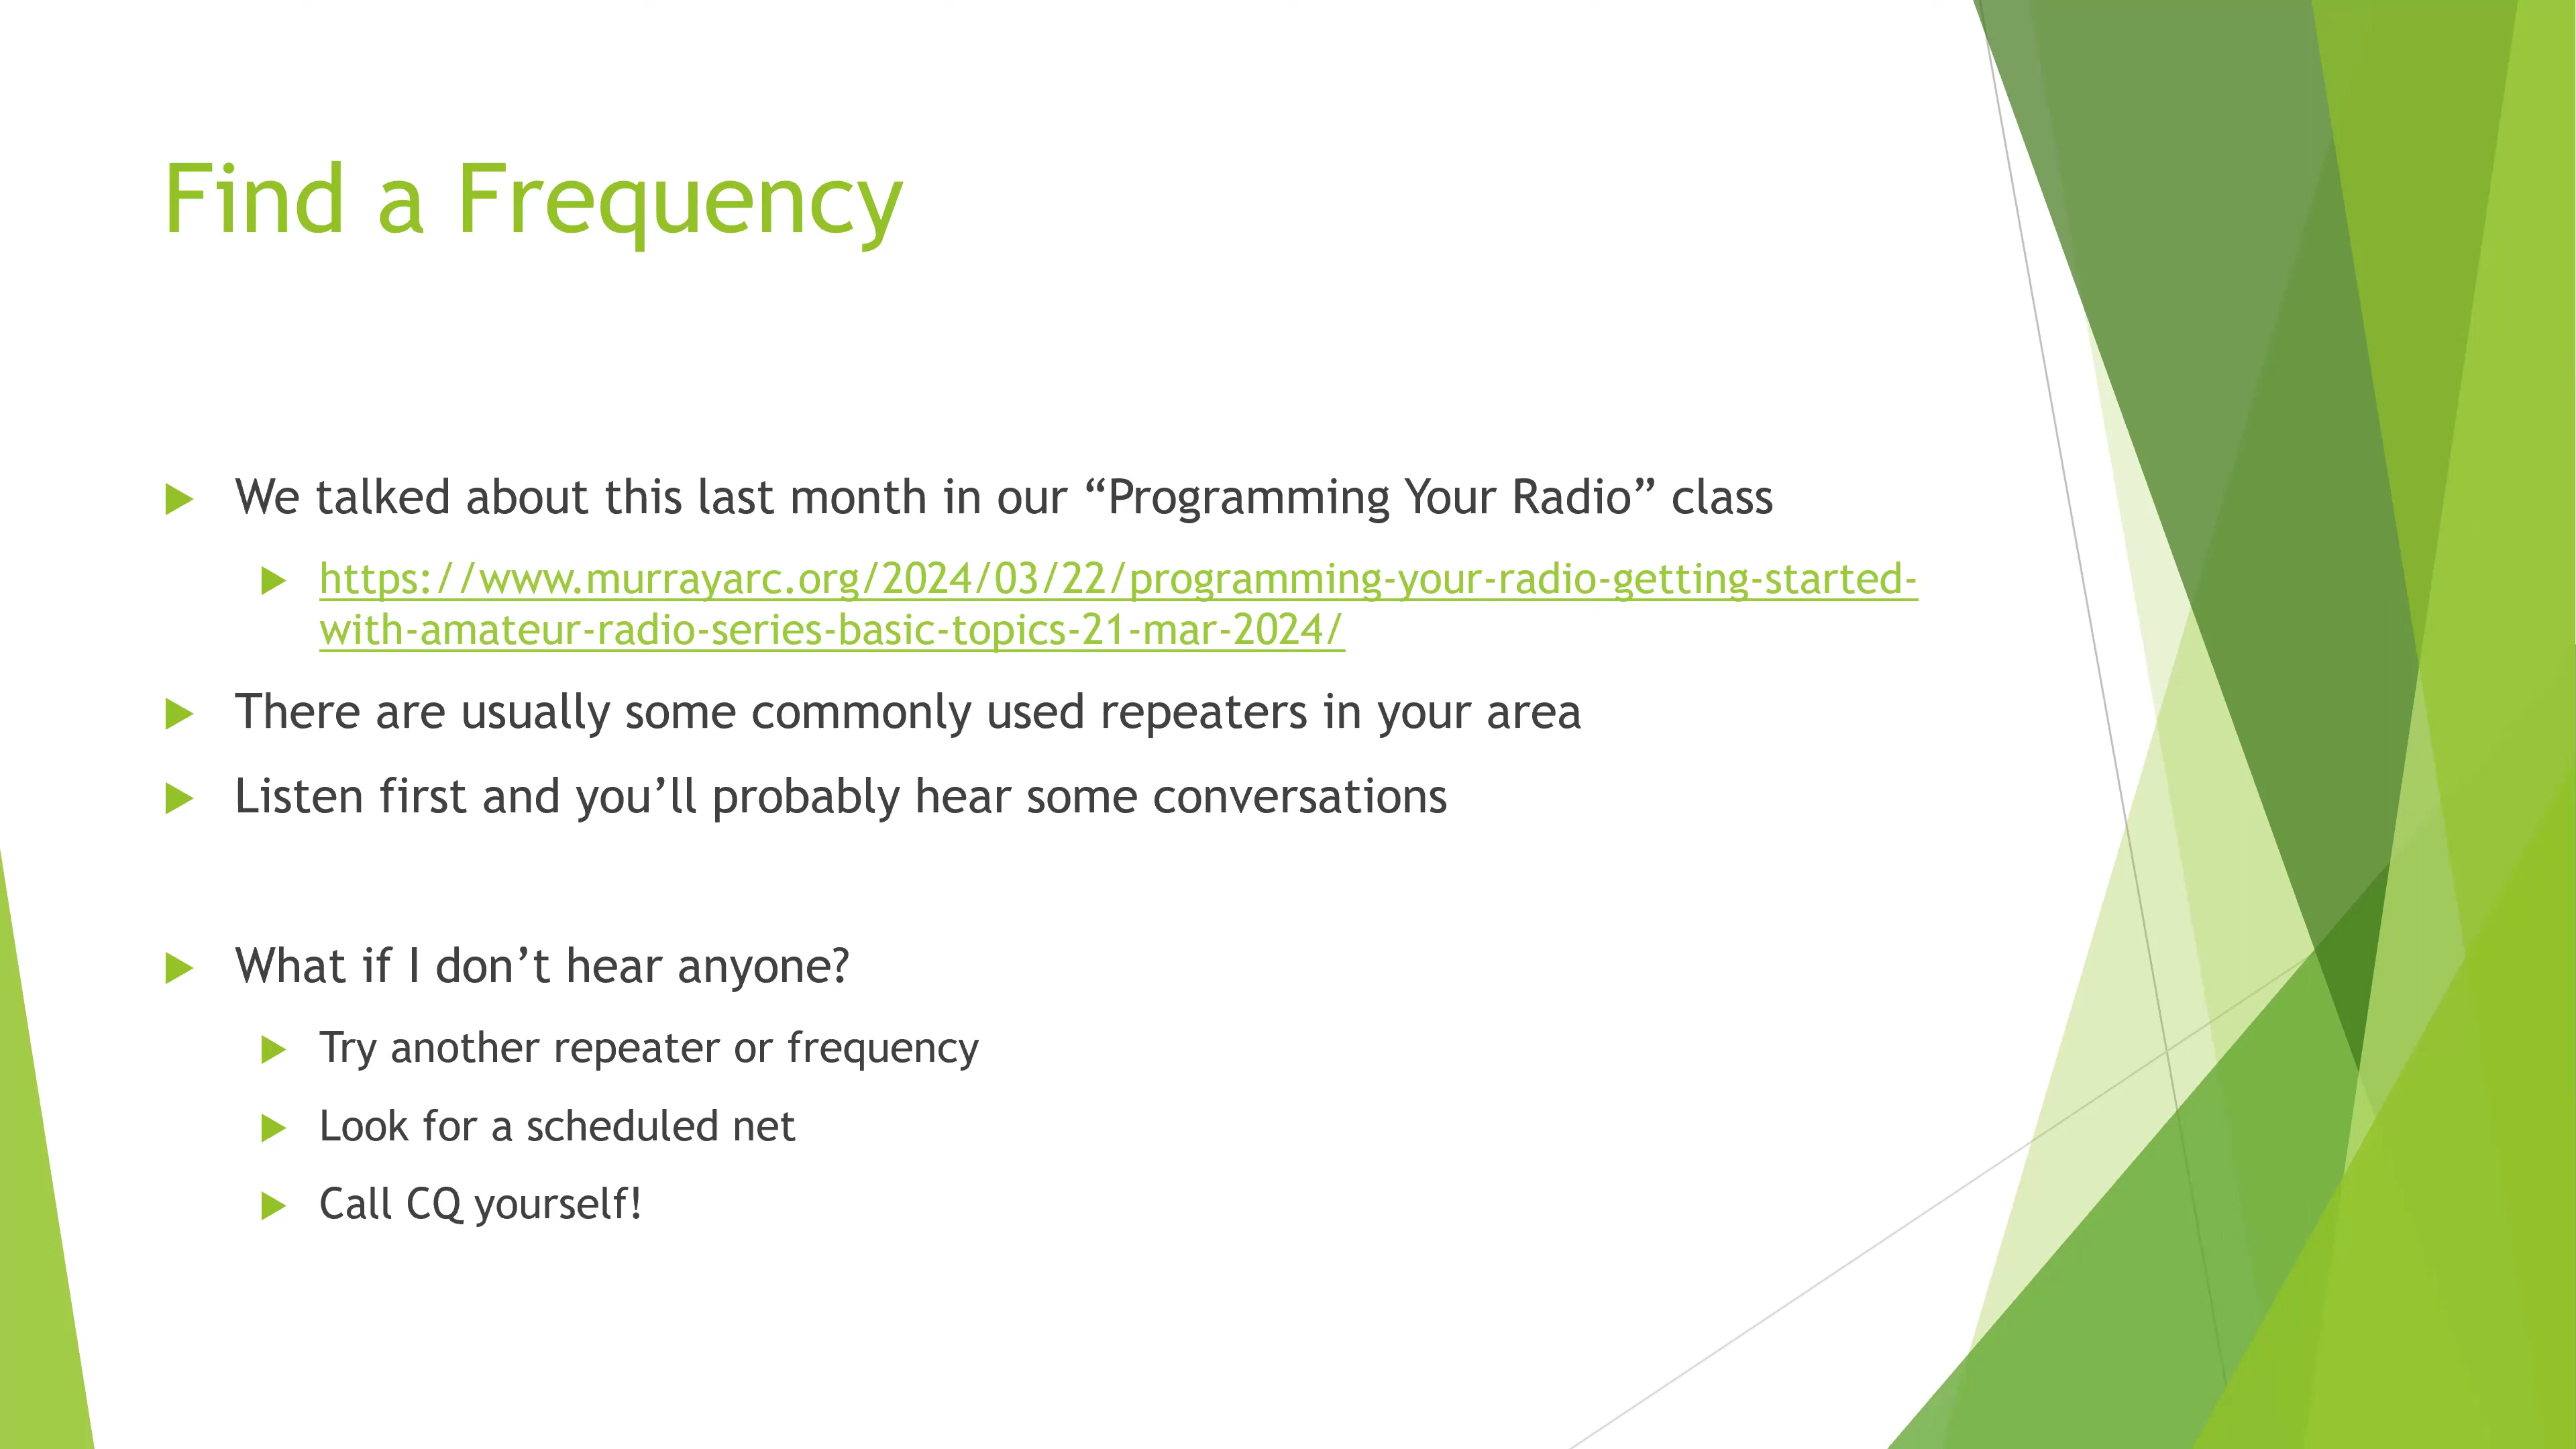 Find a Frequency
We talked about this last month in our “Programming Your Radio” class
https://www.murrayarc.org/2024/03/22/programming-your-radio-getting-started-
with-amateur-radio-series-basic-topics-21-mar-2024/
There are usually some commonly used repeaters in your area
Listen first and you’ll probably hear some conversations
What if I don’t hear anyone?
Try another repeater or frequency
Look for a scheduled net
Call CQ yourself!